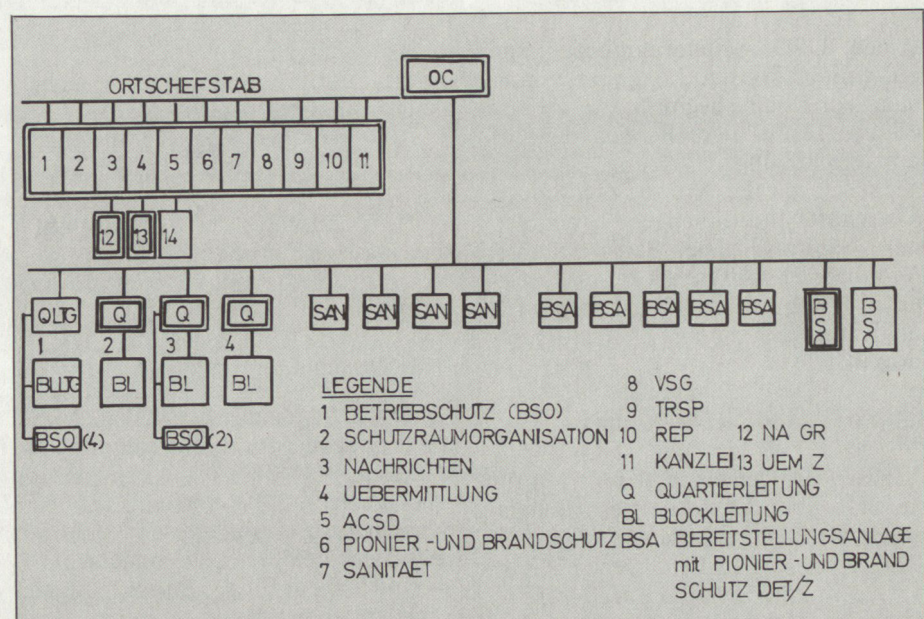 OC
ORTSCHEFSTAB
1 2 3 4 5 6 7 8 9 10 11
12 13 14
QLTG Q Q Q SAN SAN SAN SAN BSA BSA BSA BSA BSA BSO BSO
1 2 3 4
BLLTG BL BL BL
BSO (4) BSO (2)
LEGENDE
1 BETRIEBSCHUTZ (BSO)
2 SCHUTZRAUMORGANISATION
3 NACHRICHTEN
4 UEBERMITTLUNG
5 ACSD
6 PIONIER-UND BRANDSCHUTZ
7 SANITAET
8 VSG
9 TRSP
10 REP 12 NA GR
11 KANZLEI 13 UEM Z
Q QUARTIERLEITUNG
BL BLOCKLEITUNG
BSA BEREITSTELLUNGSANLAGE
mit PIONIER-UND BRAND
SCHUTZ DET/Z